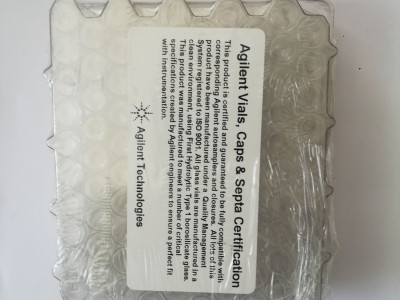 Agilent Vials, Caps & Septa Certification
This product is certified and guaranteed to be fully compatible with
corresponding Agilent autosamplers and closures. All lots of this
product have been manufactured under a Quality Management
System registered to ISO 9001. All glass vials are manufactured in a
clean environment, using First Hydrolytic Type 1 borosilicate glass.
This product was manufactured to meet a number of critical
specifications created by Agilent engineers to ensure a perfect fit
with instrumentation.
Agilent Technologies